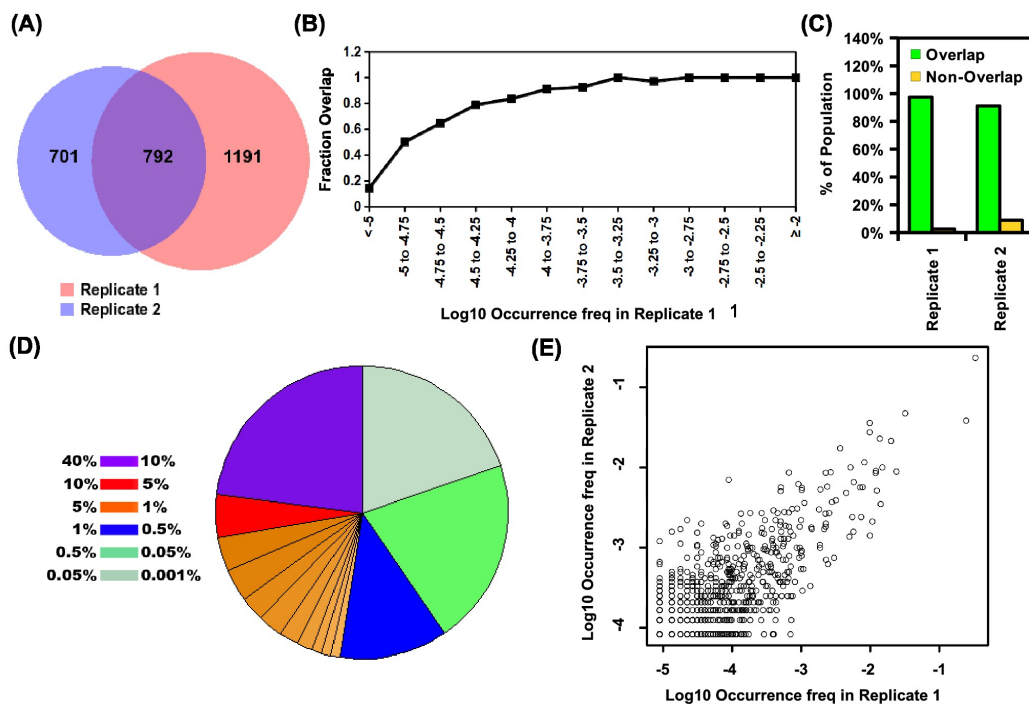 (A)
701
792
1191
Replicate 1
Replicate 2
(B)
Fraction Overlap
1.2
1
0.8
0.6
0.4
0.2
0
< -5
-5 to -4.75
-4.75 to -4.5
-4.5 to -4.25
-4.25 to -4
-4 to -3.75
-3.75 to -3.5
-3.5 to -3.25
-3.25 to -3
-3 to -2.75
-2.75 to -2.5
-2.5 to -2.25
≥ -2
Log10 Occurrence freq in Replicate 1 1
(C)
% of Population
140%
120%
100%
80%
60%
40%
20%
0%
Overlap
Non-Overlap
Replicate 1
Replicate 2
(D)
40% 10%
10% 5%
5% 1%
1% 0.5%
0.5% 0.05%
0.05% 0.001%
(E)
Log10 Occurrence freq in Replicate 2
-1
-2
-3
-4
-5 -4 -3 -2 -1
Log10 Occurrence freq in Replicate 1